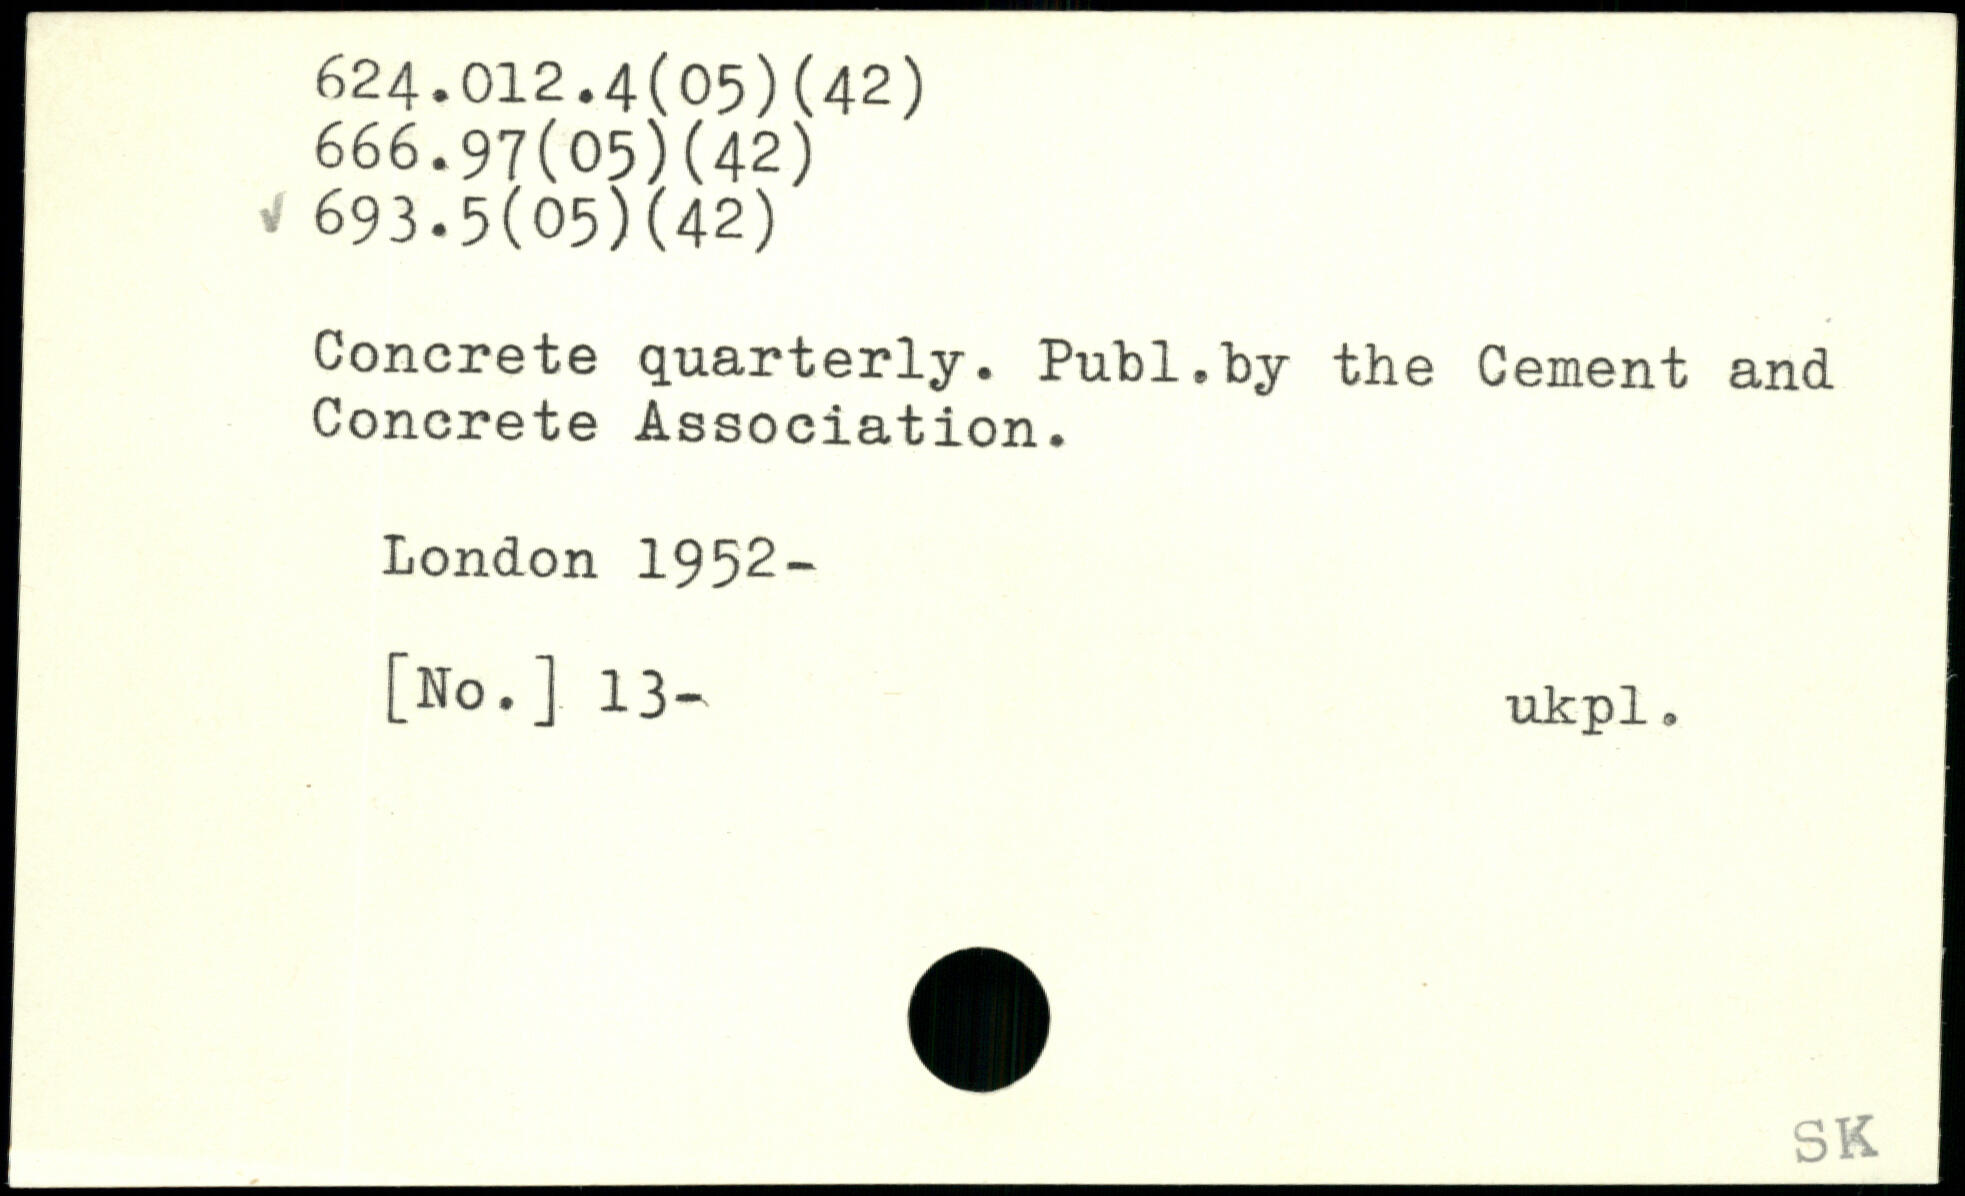 624.012.4(05)(42)
666.97(05)(42)
✓ 693.5(05)(42)
Concrete quarterly. Publ.by the Cement and
Concrete Association.
London 1952-
[No.] 13-
ukpl.
SK